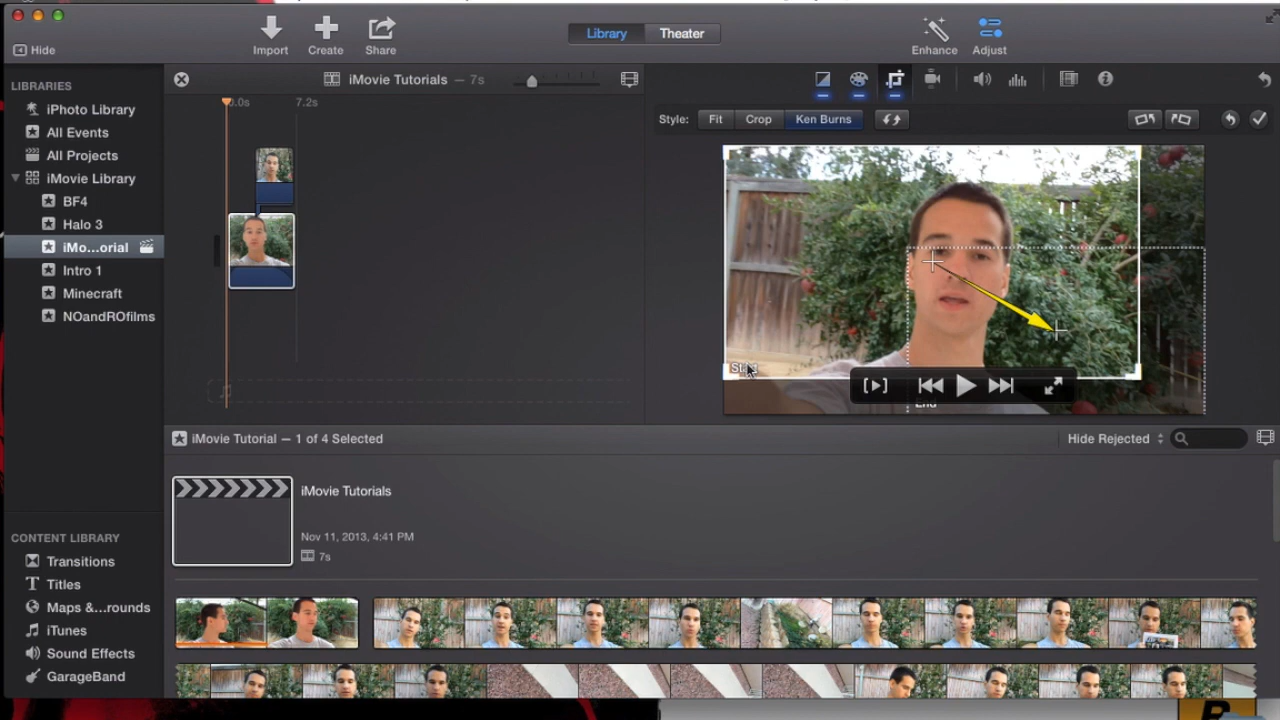 Import
Create
Share
Library
Theater
Enhance
Adjust
Hide
LIBRARIES
iPhoto Library
All Events
All Projects
iMovie Library
BF4
Halo 3
iMo...orial
Intro 1
Minecraft
NOandROfilms
CONTENT LIBRARY
Transitions
Titles
Maps &...rounds
iTunes
Sound Effects
GarageBand
iMovie Tutorials — 7s
7.2s
Style:
Fit
Crop
Ken Burns
End
iMovie Tutorial — 1 of 4 Selected
Hide Rejected
iMovie Tutorials
Nov 11, 2013, 4:41 PM
7s